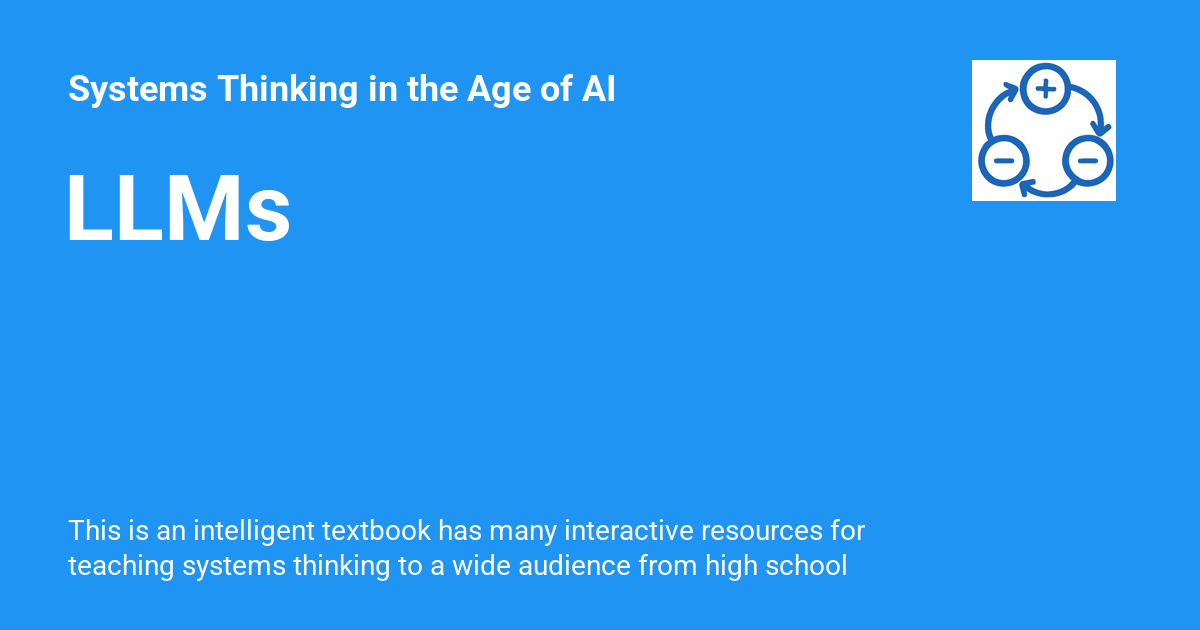 Systems Thinking in the Age of AI
LLMs
This is an intelligent textbook has many interactive resources for
teaching systems thinking to a wide audience from high school